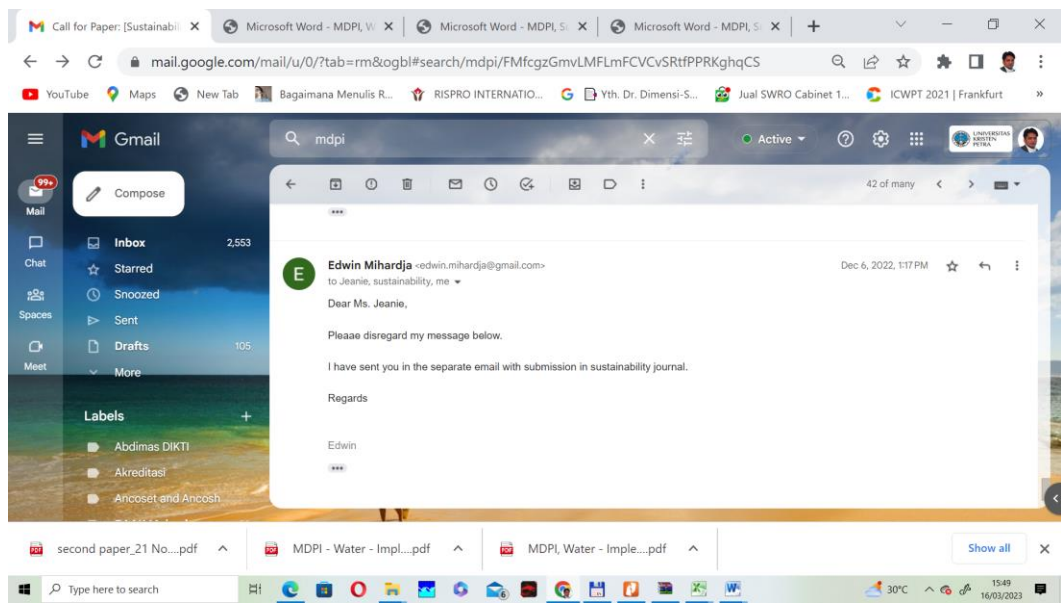 Call for Paper: [Sustainabil
Microsoft Word - MDPI, W
Microsoft Word - MDPI, S
Microsoft Word - MDPI, S
mail.google.com/mail/u/0/?tab=rm&ogbl#search/mdpi/FMfcgzGmvLMFLmFCVCvSRtfPPRKghqCS
YouTube
Maps
New Tab
Bagaimana Menulis R...
RISPRO INTERNATIO...
Yth. Dr. Dimensi-S...
Jual SWRO Cabinet 1...
ICWPT 2021 | Frankfurt
»
Gmail
mdpi
Active
UNIVERSITAS
KRISTEN
PETRA
99+
Mail
Compose
42 of many
Chat
Spaces
Meet
Inbox 2,553
Starred
Snoozed
Sent
Drafts 105
More
Labels
Abdimas DIKTI
Akreditasi
Ancoset and Ancosh
Edwin Mihardja <edwin.mihardja@gmail.com>
Dec 6, 2022, 1:17 PM
to Jeanie, sustainability, me
Dear Ms. Jeanie,
Pleaae disregard my message below.
I have sent you in the separate email with submission in sustainability journal.
Regards
Edwin
second paper_21 No....pdf
MDPI - Water - Impl....pdf
MDPI, Water - Imple....pdf
Show all
Type here to search
30°C
15:49
16/03/2023